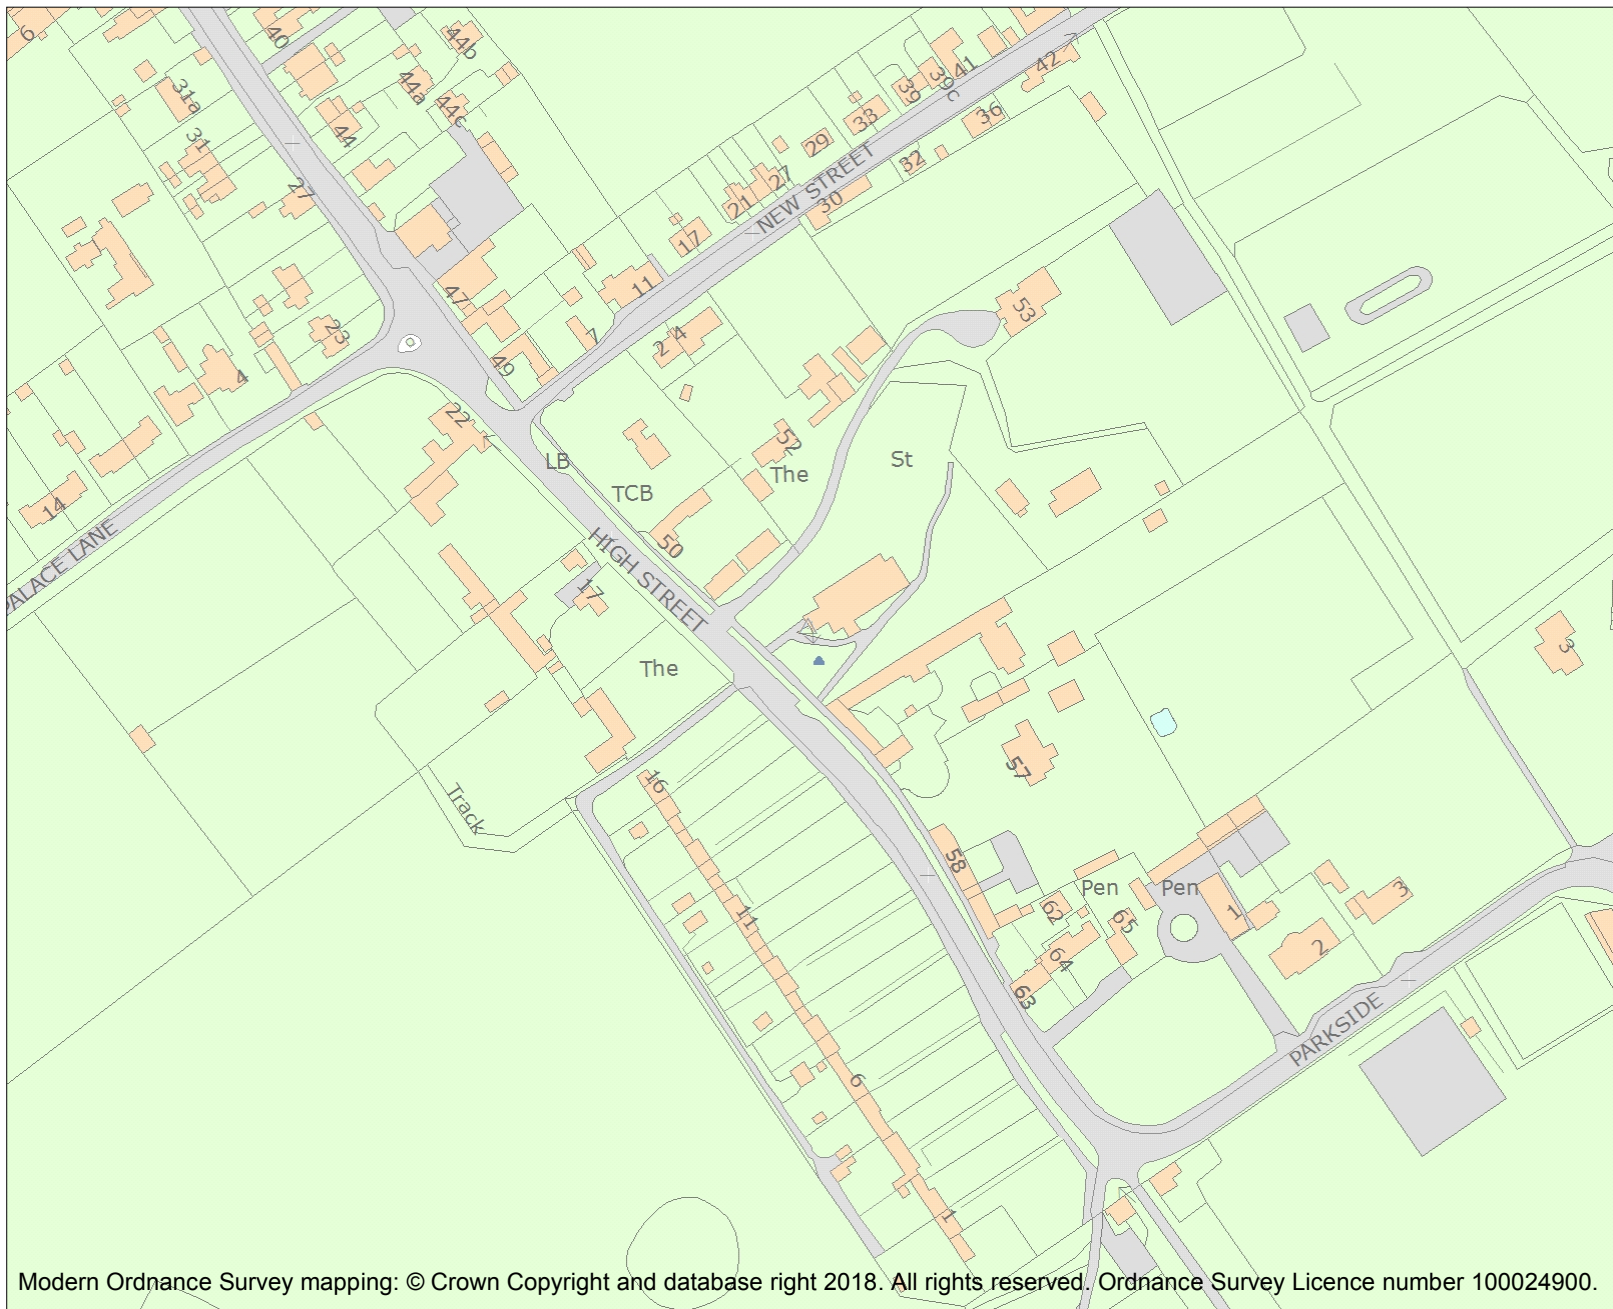 6
40
44b
31a
44a
44c
44
31
27
41
42
39c
39
33
36
29
32
27
21
NEW STREET
30
17
11
47
53
23
7
4
2 4
49
22
52
LB
St
The
TCB
14
50
PALACE LANE
HIGH STREET
17
The
3
57
16
Track
58
Pen
Pen
3
62
65
11
1
2
64
63
PARKSIDE
6
1
Modern Ordnance Survey mapping: © Crown Copyright and database right 2018. All rights reserved. Ordnance Survey Licence number 100024900.